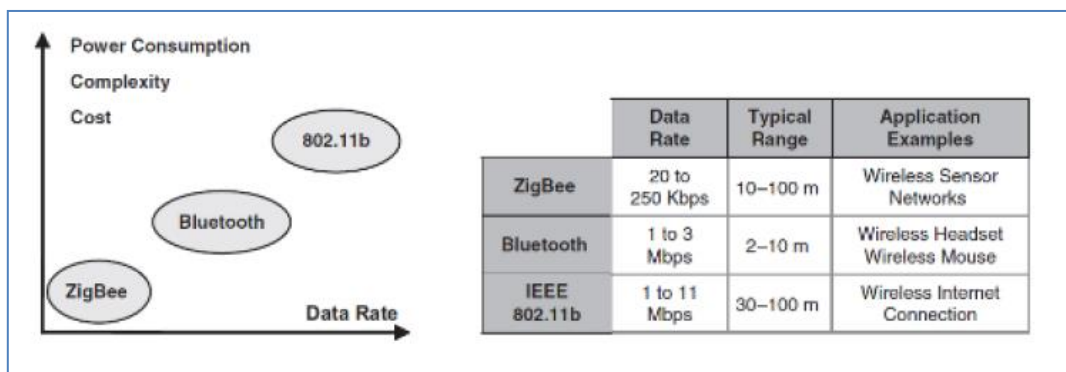 Power Consumption
Complexity
Cost
802.11b
Bluetooth
ZigBee
Data Rate
Data Rate
Typical Range
Application Examples
ZigBee
20 to
250 Kbps
10–100 m
Wireless Sensor
Networks
Bluetooth
1 to 3
Mbps
2–10 m
Wireless Headset
Wireless Mouse
IEEE
802.11b
1 to 11
Mbps
30–100 m
Wireless Internet
Connection